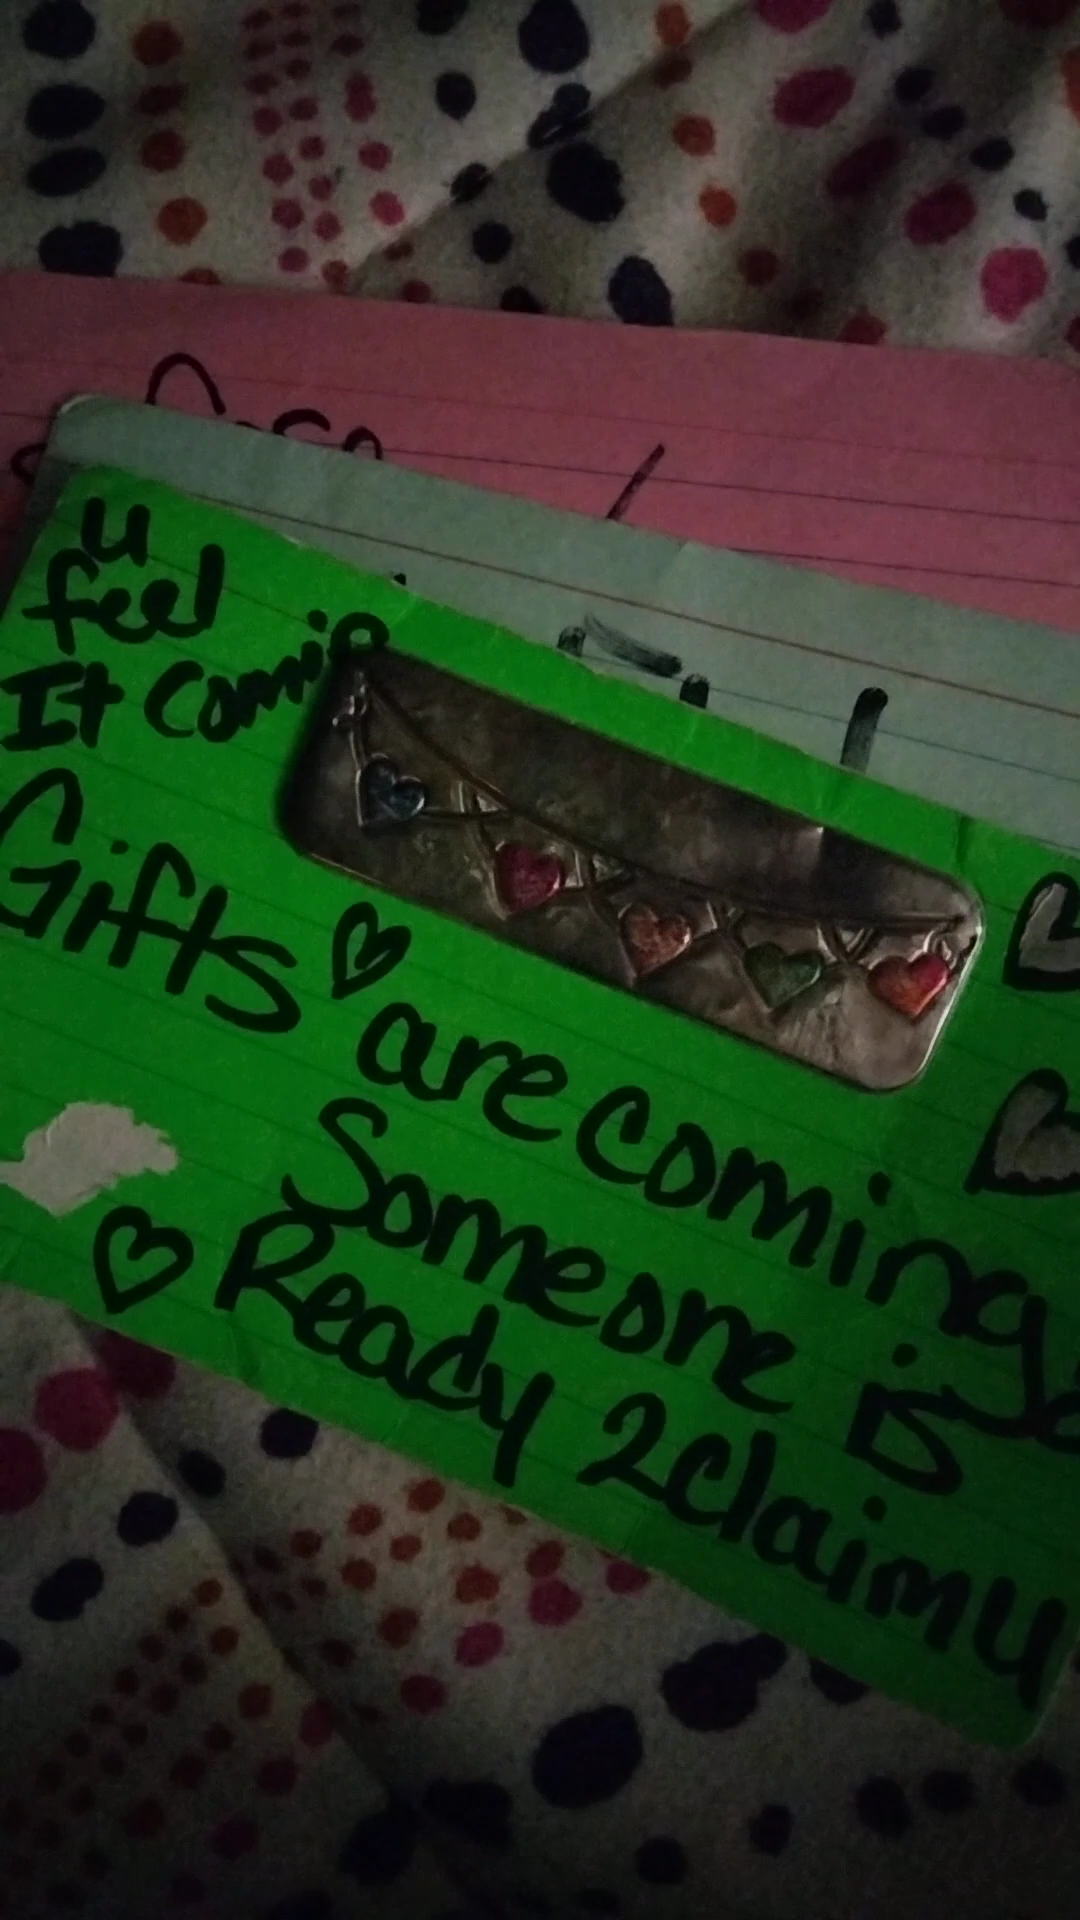 u
feel
It comin
Gifts are coming
Someone is
Ready 2 claim u